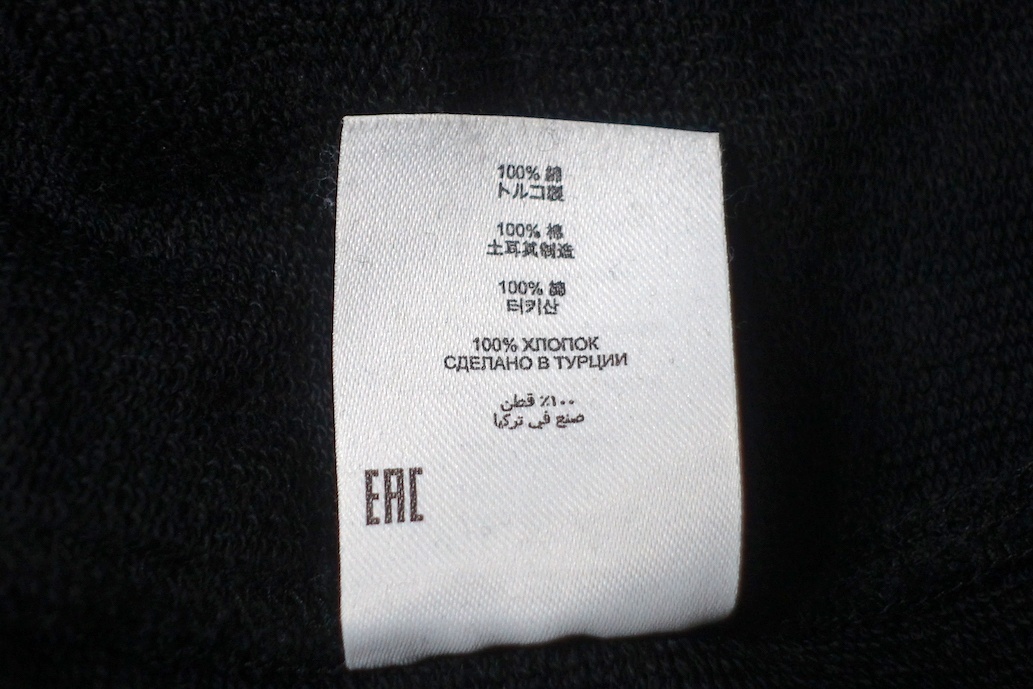 100% 綿
トルコ製
100% 棉
土耳其制造
100% 綿
터키산
100% ХЛОПОК
СДЕЛАНО В ТУРЦИИ
١٠٠٪ قطن
صنع في تركيا
EAC